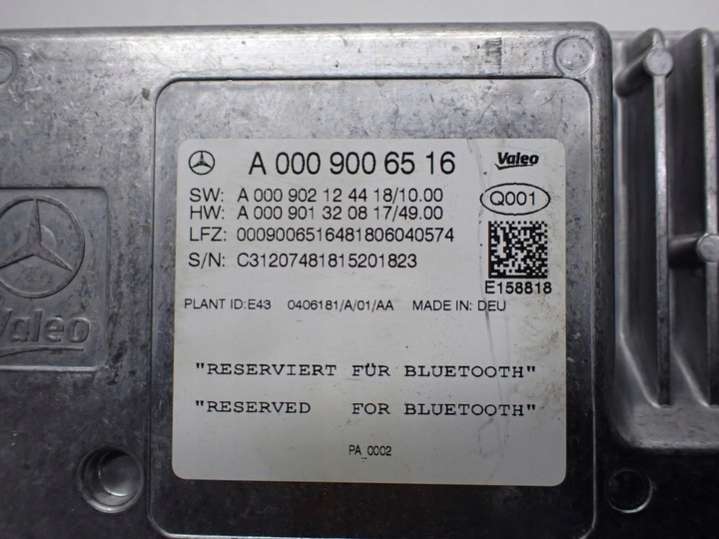 A 000 900 65 16
Valeo
SW: A 000 902 12 44 18/10.00
HW: A 000 901 32 08 17/49.00
Q001
LFZ: 0009006516481806040574
S/N: C31207481815201823
E158818
PLANT ID:E43 0406181/A/01/AA MADE IN: DEU
"RESERVIERT FÜR BLUETOOTH"
"RESERVED FOR BLUETOOTH"
PA_0002
Valeo